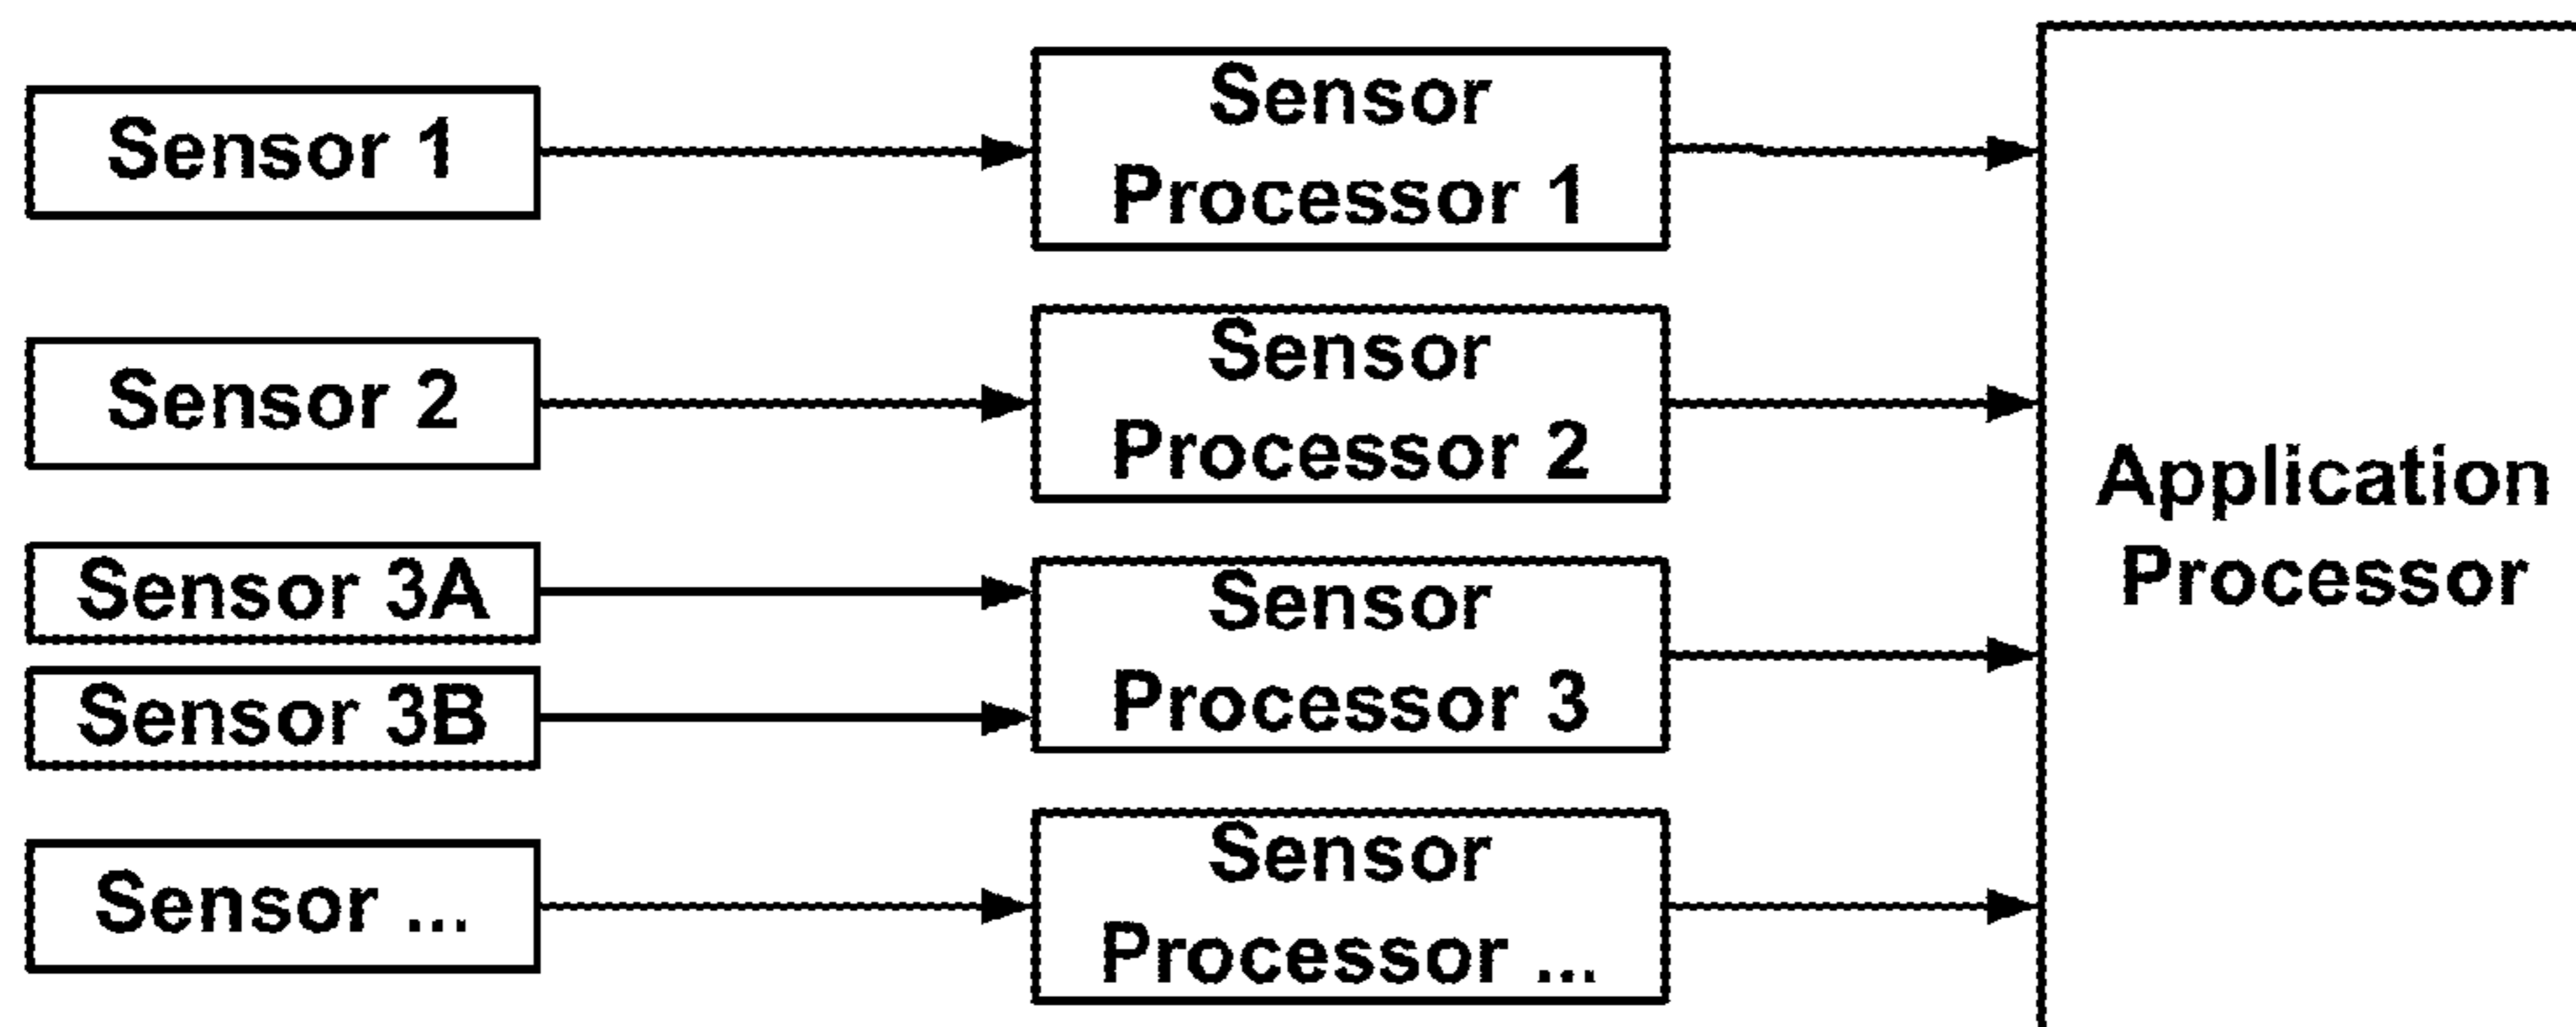 Sensor 1
Sensor
Processor 1
Sensor 2
Sensor
Processor 2
Sensor 3A
Sensor 3B
Sensor
Processor 3
Sensor ...
Sensor
Processor ...
Application
Processor